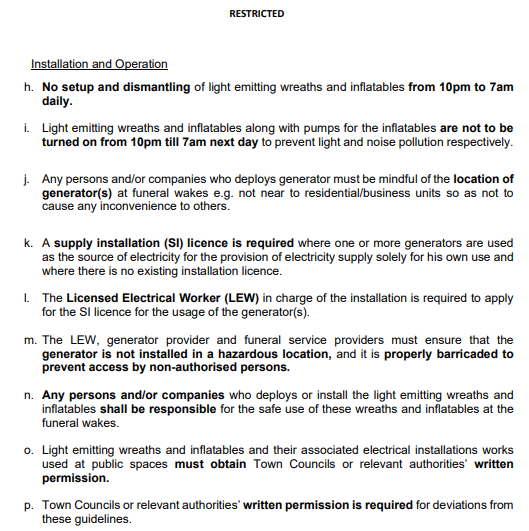 RESTRICTED
Installation and Operation
h. No setup and dismantling of light emitting wreaths and inflatables from 10pm to 7am
daily.
i. Light emitting wreaths and inflatables along with pumps for the inflatables are not to be
turned on from 10pm till 7am next day to prevent light and noise pollution respectively.
j. Any persons and/or companies who deploys generator must be mindful of the location of
generator(s) at funeral wakes e.g. not near to residential/business units so as not to
cause any inconvenience to others.
k. A supply installation (SI) licence is required where one or more generators are used
as the source of electricity for the provision of electricity supply solely for his own use and
where there is no existing installation licence.
l. The Licensed Electrical Worker (LEW) in charge of the installation is required to apply
for the SI licence for the usage of the generator(s).
m. The LEW, generator provider and funeral service providers must ensure that the
generator is not installed in a hazardous location, and it is properly barricaded to
prevent access by non-authorised persons.
n. Any persons and/or companies who deploys or install the light emitting wreaths and
inflatables shall be responsible for the safe use of these wreaths and inflatables at the
funeral wakes.
o. Light emitting wreaths and inflatables and their associated electrical installations works
used at public spaces must obtain Town Councils or relevant authorities' written
permission.
p. Town Councils or relevant authorities' written permission is required for deviations from
these guidelines.